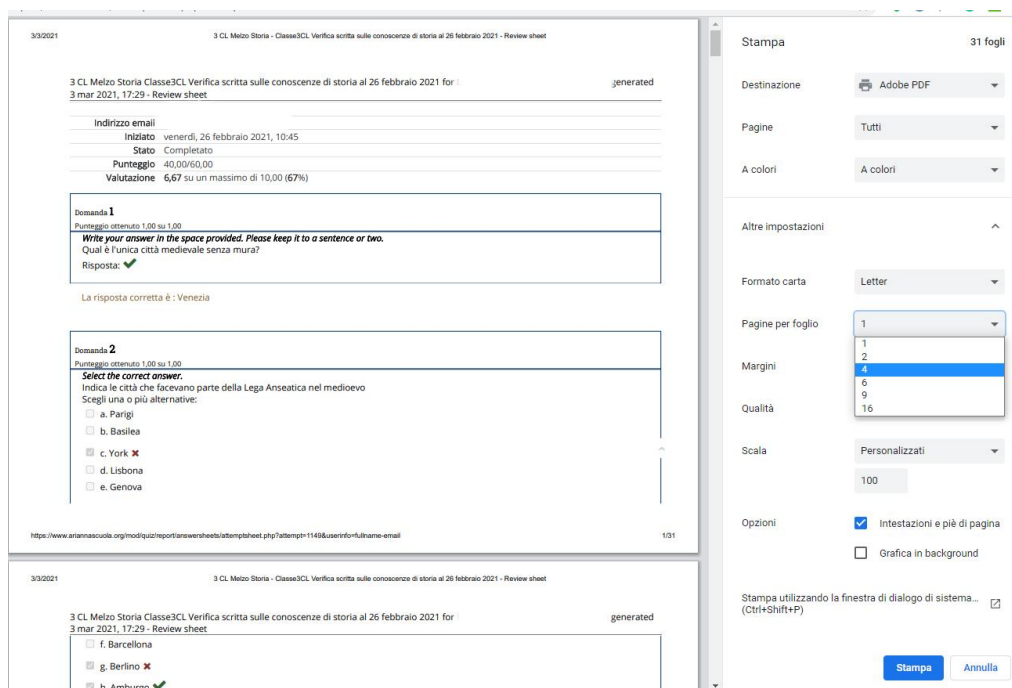 3/3/2021
3 CL Melzo Storia - Classe3CL Verifica scritta sulle conoscenze di storia al 26 febbraio 2021 - Review sheet
3 CL Melzo Storia Classe3CL Verifica scritta sulle conoscenze di storia al 26 febbraio 2021 for generated
3 mar 2021, 17:29 - Review sheet
Indirizzo email
Iniziato venerdì, 26 febbraio 2021, 10:45
Stato Completato
Punteggio 40,00/60,00
Valutazione 6,67 su un massimo di 10,00 (67%)
Domanda 1
Punteggio ottenuto 1,00 su 1,00
Write your answer in the space provided. Please keep it to a sentence or two.
Qual è l'unica città medievale senza mura?
Risposta:
La risposta corretta è : Venezia
Domanda 2
Punteggio ottenuto 1,00 su 1,00
Select the correct answer.
Indica le città che facevano parte della Lega Anseatica nel medioevo
Scegli una o più alternative:
a. Parigi
b. Basilea
c. York
d. Lisbona
e. Genova
https://www.ariannascuola.org/mod/quiz/report/answersheets/attemptsheet.php?attempt=1149&userinfo=fullname-email
1/31
3/3/2021
3 CL Melzo Storia - Classe3CL Verifica scritta sulle conoscenze di storia al 26 febbraio 2021 - Review sheet
3 CL Melzo Storia Classe3CL Verifica scritta sulle conoscenze di storia al 26 febbraio 2021 for generated
3 mar 2021, 17:29 - Review sheet
f. Barcellona
g. Berlino
h. Amburgo
Stampa 31 fogli
Destinazione Adobe PDF
Pagine Tutti
A colori A colori
Altre impostazioni
Formato carta Letter
Pagine per foglio 1
1
2
4
6
9
16
Margini
Qualità
Scala Personalizzati
100
Opzioni Intestazioni e piè di pagina
Grafica in background
Stampa utilizzando la finestra di dialogo di sistema...
(Ctrl+Shift+P)
Stampa Annulla